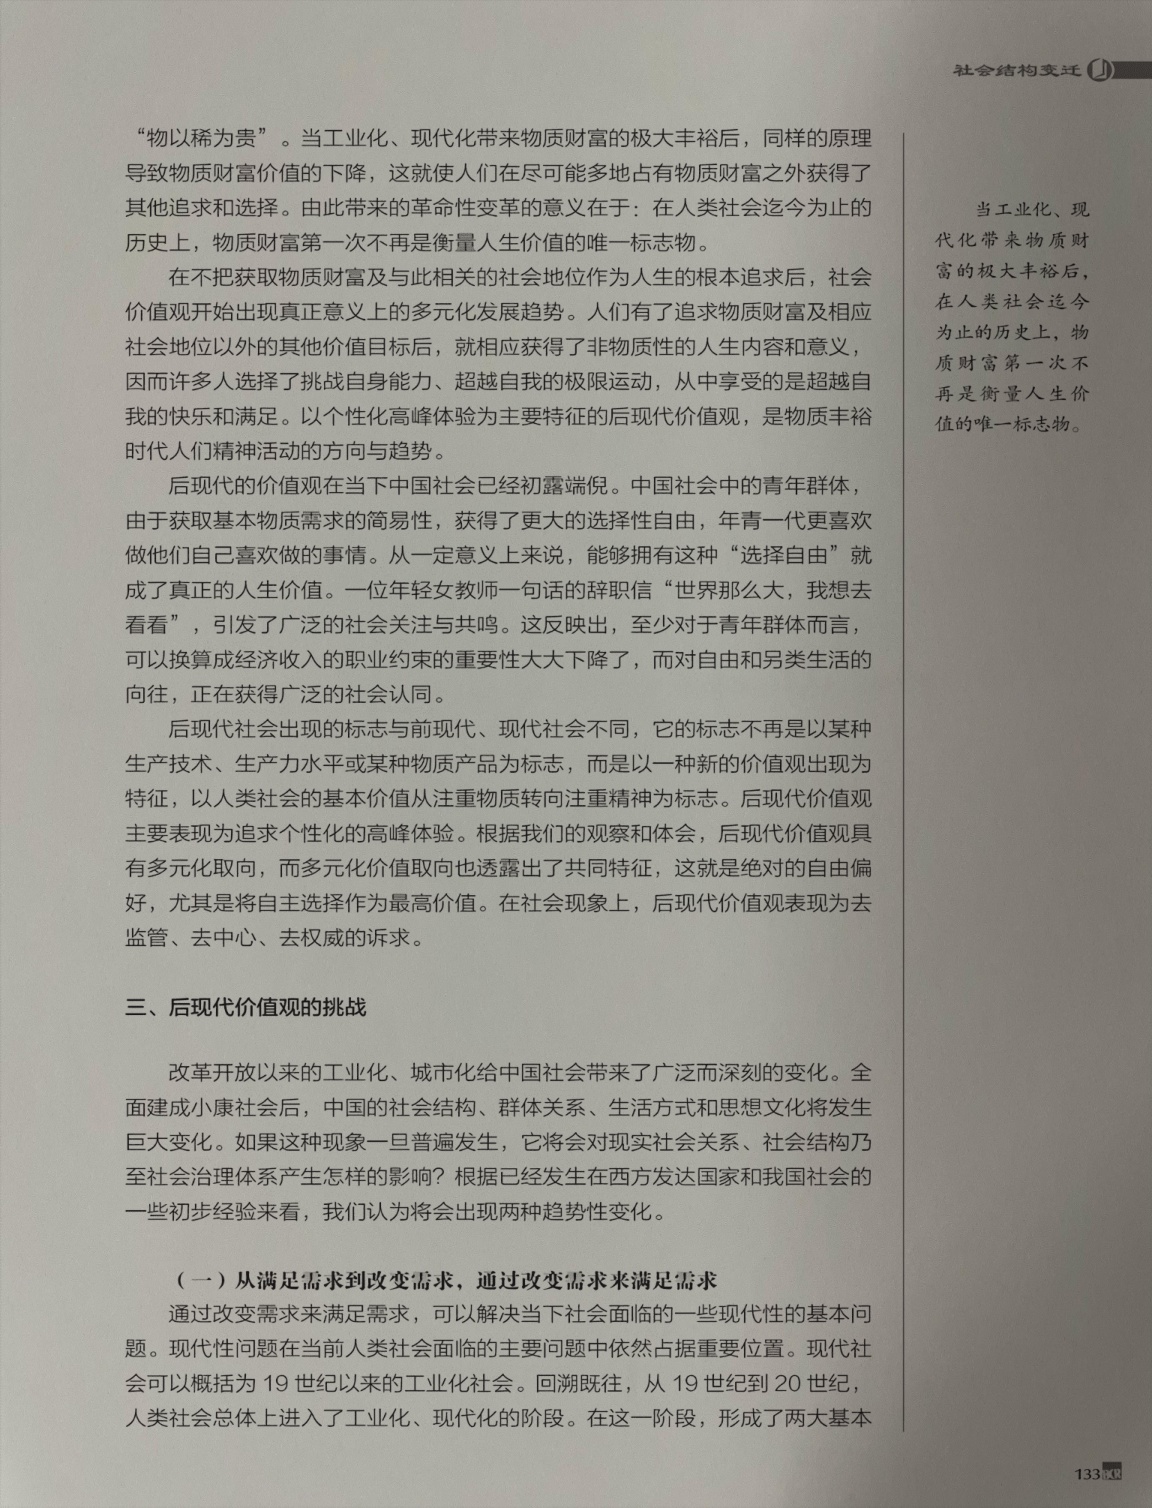 社会结构变迁
“物以稀为贵”。当工业化、现代化带来物质财富的极大丰裕后，同样的原理
导致物质财富价值的下降，这就使人们在尽可能多地占有物质财富之外获得了
其他追求和选择。由此带来的革命性变革的意义在于：在人类社会迄今为止的
历史上，物质财富第一次不再是衡量人生价值的唯一标志物。
在不把获取物质财富及与此相关的社会地位作为人生的根本追求后，社会
价值观开始出现真正意义上的多元化发展趋势。人们有了追求物质财富及相应
社会地位以外的其他价值目标后，就相应获得了非物质性的人生内容和意义，
因而许多人选择了挑战自身能力、超越自我的极限运动，从中享受的是超越自
我的快乐和满足。以个性化高峰体验为主要特征的后现代价值观，是物质丰裕
时代人们精神活动的方向与趋势。
后现代的价值观在当下中国社会已经初露端倪。中国社会中的青年群体，
由于获取基本物质需求的简易性，获得了更大的选择性自由，年青一代更喜欢
做他们自己喜欢做的事情。从一定意义上来说，能够拥有这种“选择自由”就
成了真正的人生价值。一位年轻女教师一句话的辞职信“世界那么大，我想去
看看”，引发了广泛的社会关注与共鸣。这反映出，至少对于青年群体而言，
可以换算成经济收入的职业约束的重要性大大下降了，而对自由和另类生活的
向往，正在获得广泛的社会认同。
后现代社会出现的标志与前现代、现代社会不同，它的标志不再是以某种
生产技术、生产力水平或某种物质产品为标志，而是以一种新的价值观出现为
特征，以人类社会的基本价值从注重物质转向注重精神为标志。后现代价值观
主要表现为追求个性化的高峰体验。根据我们的观察和体会，后现代价值观具
有多元化取向，而多元化价值取向也透露出了共同特征，这就是绝对的自由偏
好，尤其是将自主选择作为最高价值。在社会现象上，后现代价值观表现为去
监管、去中心、去权威的诉求。
三、后现代价值观的挑战
改革开放以来的工业化、城市化给中国社会带来了广泛而深刻的变化。全
面建成小康社会后，中国的社会结构、群体关系、生活方式和思想文化将发生
巨大变化。如果这种现象一旦普遍发生，它将会对现实社会关系、社会结构乃
至社会治理体系产生怎样的影响？根据已经发生在西方发达国家和我国社会的
一些初步经验来看，我们认为将会出现两种趋势性变化。
（一）从满足需求到改变需求，通过改变需求来满足需求
通过改变需求来满足需求，可以解决当下社会面临的一些现代性的基本问
题。现代性问题在当前人类社会面临的主要问题中依然占据重要位置。现代社
会可以概括为 19 世纪以来的工业化社会。回溯既往，从 19 世纪到 20 世纪，
人类社会总体上进入了工业化、现代化的阶段。在这一阶段，形成了两大基本
当工业化、现
代化带来物质财
富的极大丰裕后，
在人类社会迄今
为止的历史上，物
质财富第一次不
再是衡量人生价
值的唯一标志物。
133